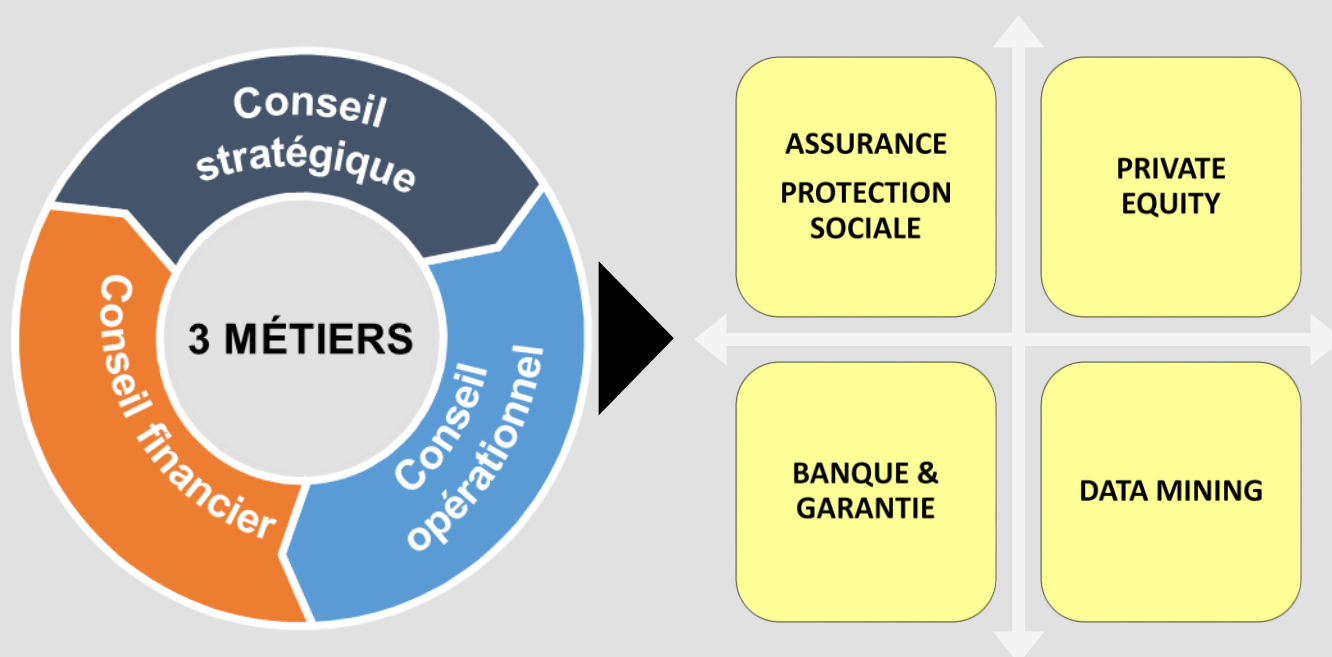 Conseil
stratégique
3 MÉTIERS
Conseil financier
Conseil
opérationnel
ASSURANCE
PROTECTION
SOCIALE
PRIVATE
EQUITY
BANQUE &
GARANTIE
DATA MINING